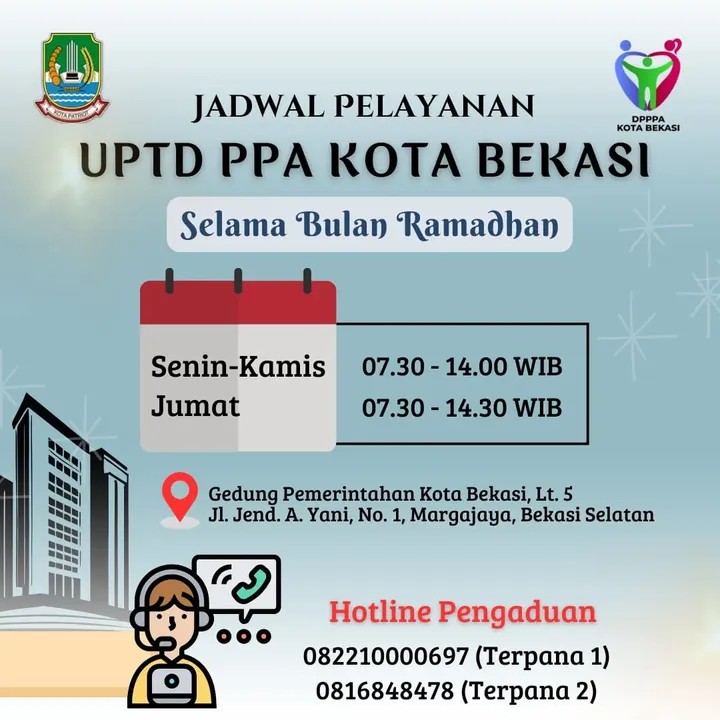 KOTA PATRIOT
DPPPA
KOTA BEKASI
JADWAL PELAYANAN
UPTD PPA KOTA BEKASI
Selama Bulan Ramadhan
Senin-Kamis 07.30 - 14.00 WIB
Jumat 07.30 - 14.30 WIB
Gedung Pemerintahan Kota Bekasi, Lt. 5
Jl. Jend. A. Yani, No. 1, Margajaya, Bekasi Selatan
Hotline Pengaduan
082210000697 (Terpana 1)
0816848478 (Terpana 2)